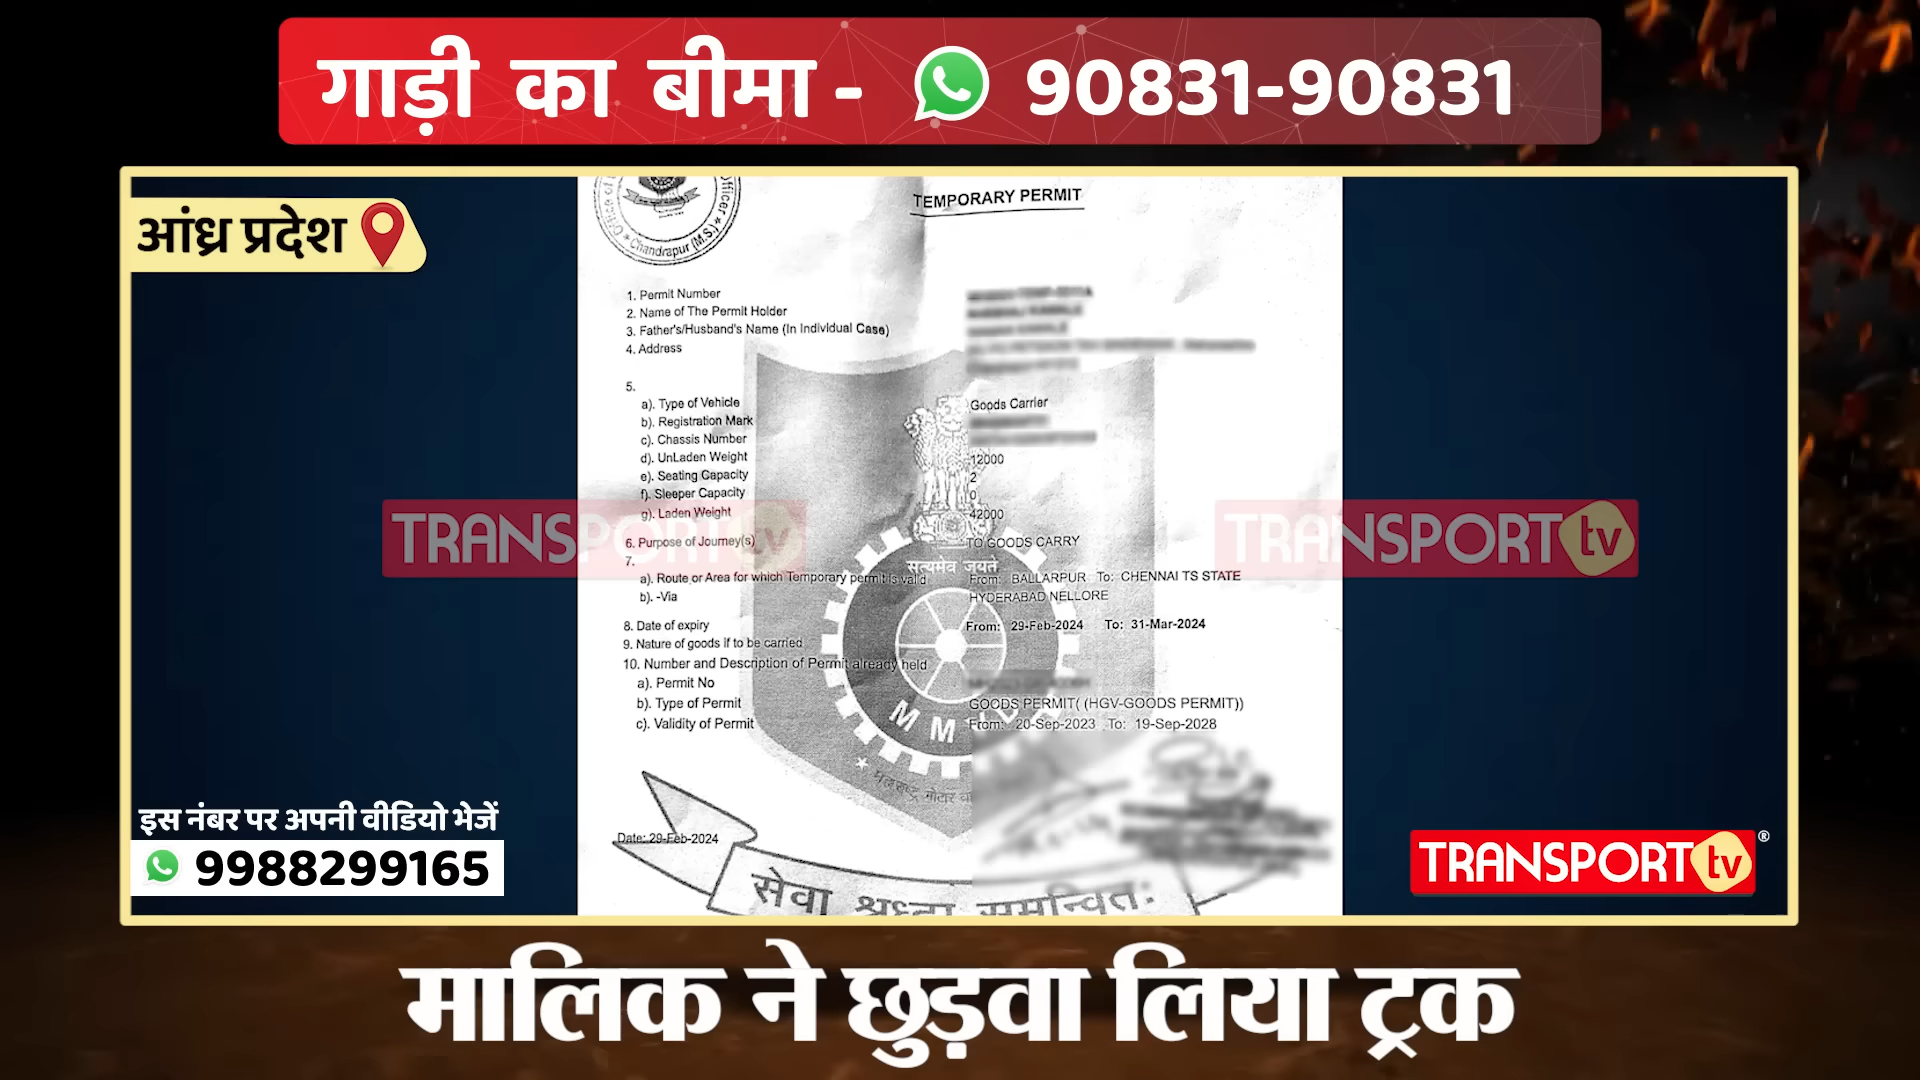 गाड़ी का बीमा - 90831-90831
आंध्र प्रदेश
Chandrapur (M.S.)
TEMPORARY PERMIT
1. Permit Number
2. Name of The Permit Holder
3. Father's/Husband's Name (In Individual Case)
4. Address
5.
a). Type of Vehicle Goods Carrier
b). Registration Mark
c). Chassis Number
d). UnLaden Weight 12000
e). Seating Capacity 2
f). Sleeper Capacity 0
g). Laden Weight 42000
TRANSPORT tv
TRANSPORT tv
6. Purpose of Journey(s) TO GOODS CARRY
7.
सत्यमेव जयते
a). Route or Area for which Temporary permit is valid From: BALLARPUR To: CHENNAI TS STATE
b). -Via HYDERABAD NELLORE
8. Date of expiry From: 29-Feb-2024 To: 31-Mar-2024
9. Nature of goods if to be carried
10. Number and Description of Permit already held
a). Permit No
b). Type of Permit GOODS PERMIT( (HGV-GOODS PERMIT))
c). Validity of Permit From: 20-Sep-2023 To: 19-Sep-2028
M M
Date: 29-Feb-2024
सेवा
इस नंबर पर अपनी वीडियो भेजें
9988299165
TRANSPORT tv ®
मालिक ने छुड़वा लिया ट्रक